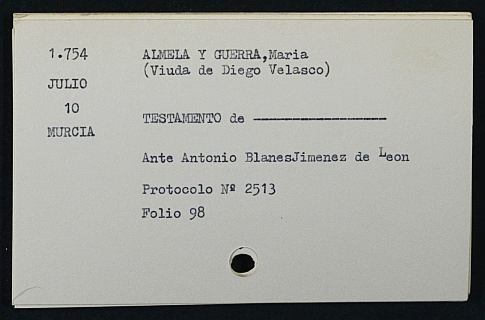 1.754
JULIO
10
MURCIA
ALMELA Y GUERRA,Maria
(Viuda de Diego Velasco)
TESTAMENTO de --------------------
Ante Antonio BlanesJimenez de Leon
Protocolo Nº 2513
Folio 98